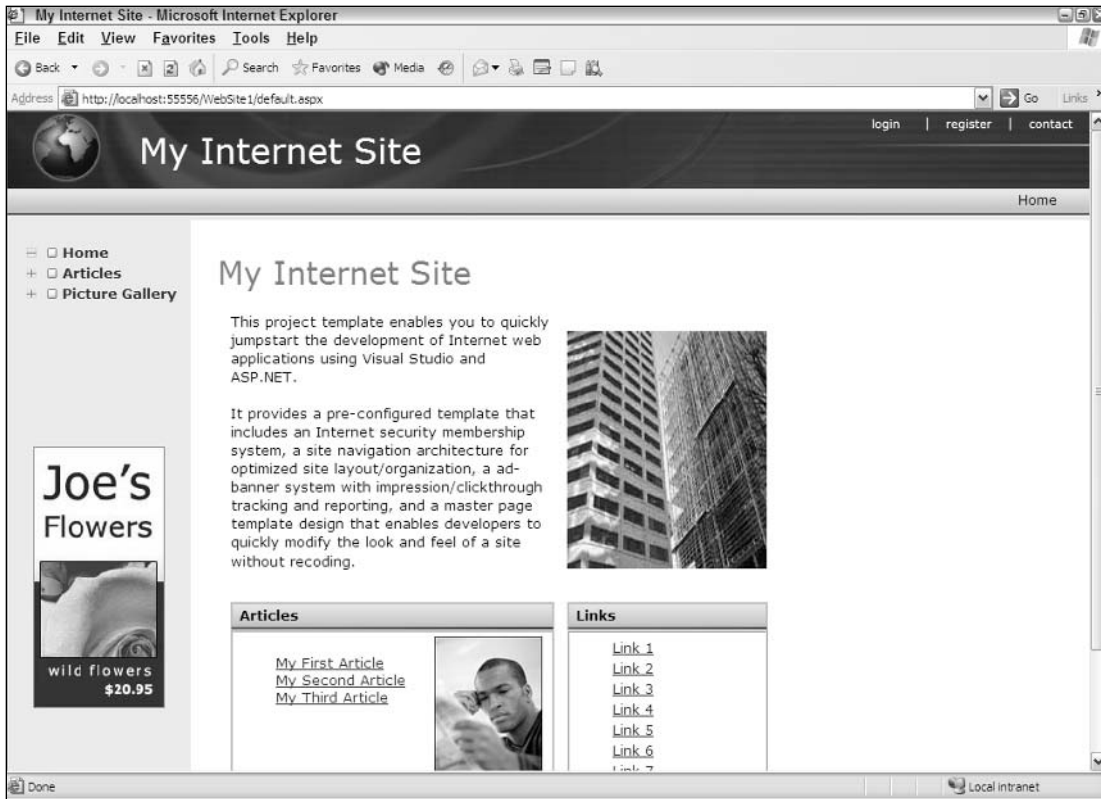 My Internet Site - Microsoft Internet Explorer
File Edit View Favorites Tools Help
Back Search Favorites Media
Address http://localhost:55556/WebSite1/default.aspx Go Links
login | register | contact
My Internet Site
Home
Home
Articles
Picture Gallery
My Internet Site
This project template enables you to quickly
jumpstart the development of Internet web
applications using Visual Studio and
ASP.NET.
It provides a pre-configured template that
includes an Internet security membership
system, a site navigation architecture for
optimized site layout/organization, a ad-
banner system with impression/clickthrough
tracking and reporting, and a master page
template design that enables developers to
quickly modify the look and feel of a site
without recoding.
Joe's
Flowers
wild flowers
$20.95
Articles
My First Article
My Second Article
My Third Article
Links
Link 1
Link 2
Link 3
Link 4
Link 5
Link 6
Link 7
Done
Local intranet